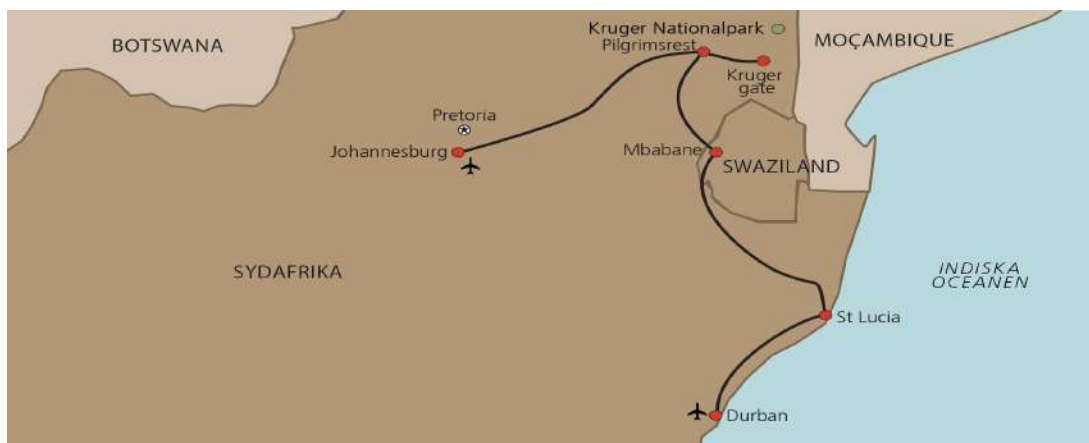 BOTSWANA
Kruger Nationalpark
MOÇAMBIQUE
Pilgrimsrest
Kruger
gate
Pretoria
Johannesburg
Mbabane
SWAZILAND
SYDAFRIKA
INDISKA
OCEANEN
St Lucia
Durban